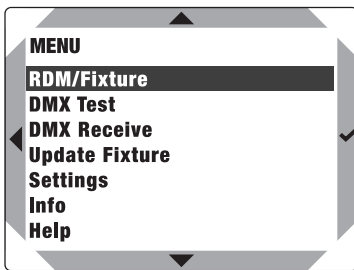 MENU
RDM/Fixture
DMX Test
DMX Receive
Update Fixture
Settings
Info
Help